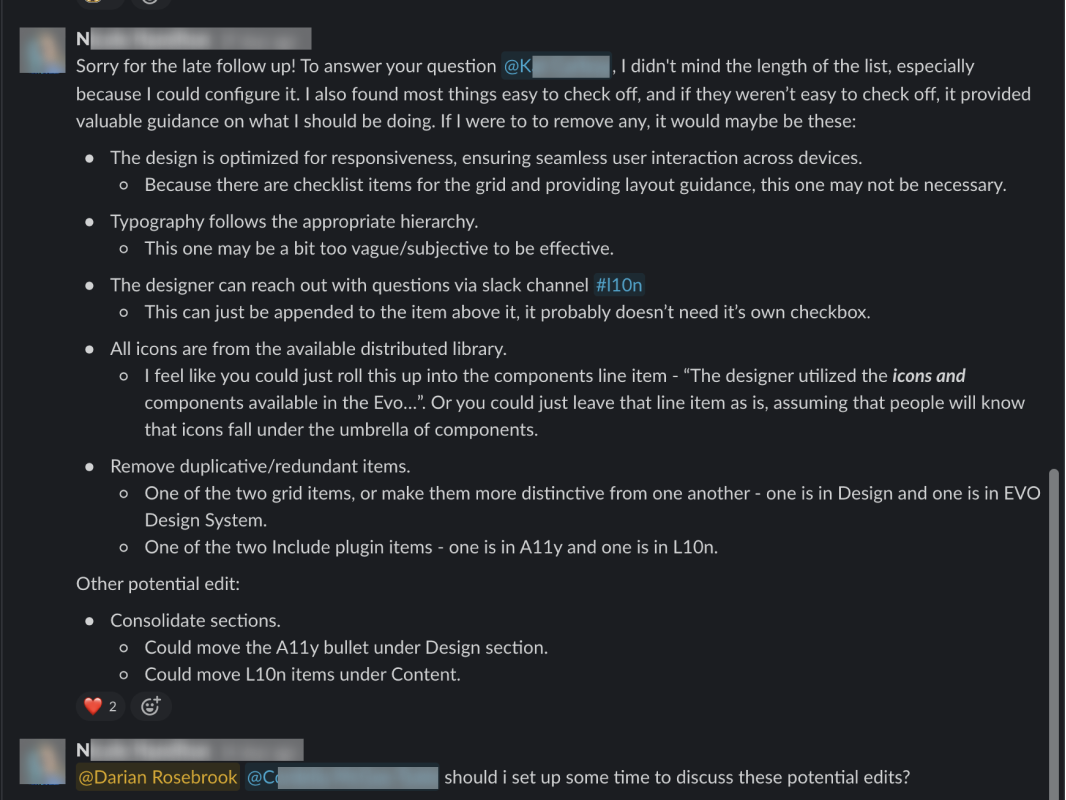 N
Sorry for the late follow up! To answer your question @K , I didn't mind the length of the list, especially
because I could configure it. I also found most things easy to check off, and if they weren’t easy to check off, it provided
valuable guidance on what I should be doing. If I were to to remove any, it would maybe be these:
• The design is optimized for responsiveness, ensuring seamless user interaction across devices.
◦ Because there are checklist items for the grid and providing layout guidance, this one may not be necessary.
• Typography follows the appropriate hierarchy.
◦ This one may be a bit too vague/subjective to be effective.
• The designer can reach out with questions via slack channel #l10n
◦ This can just be appended to the item above it, it probably doesn’t need it’s own checkbox.
• All icons are from the available distributed library.
◦ I feel like you could just roll this up into the components line item - “The designer utilized the icons and
components available in the Evo...”. Or you could just leave that line item as is, assuming that people will know
that icons fall under the umbrella of components.
• Remove duplicative/redundant items.
◦ One of the two grid items, or make them more distinctive from one another - one is in Design and one is in EVO
Design System.
◦ One of the two Include plugin items - one is in A11y and one is in L10n.
Other potential edit:
• Consolidate sections.
◦ Could move the A11y bullet under Design section.
◦ Could move L10n items under Content.
2
N
@Darian Rosebrook @C should i set up some time to discuss these potential edits?